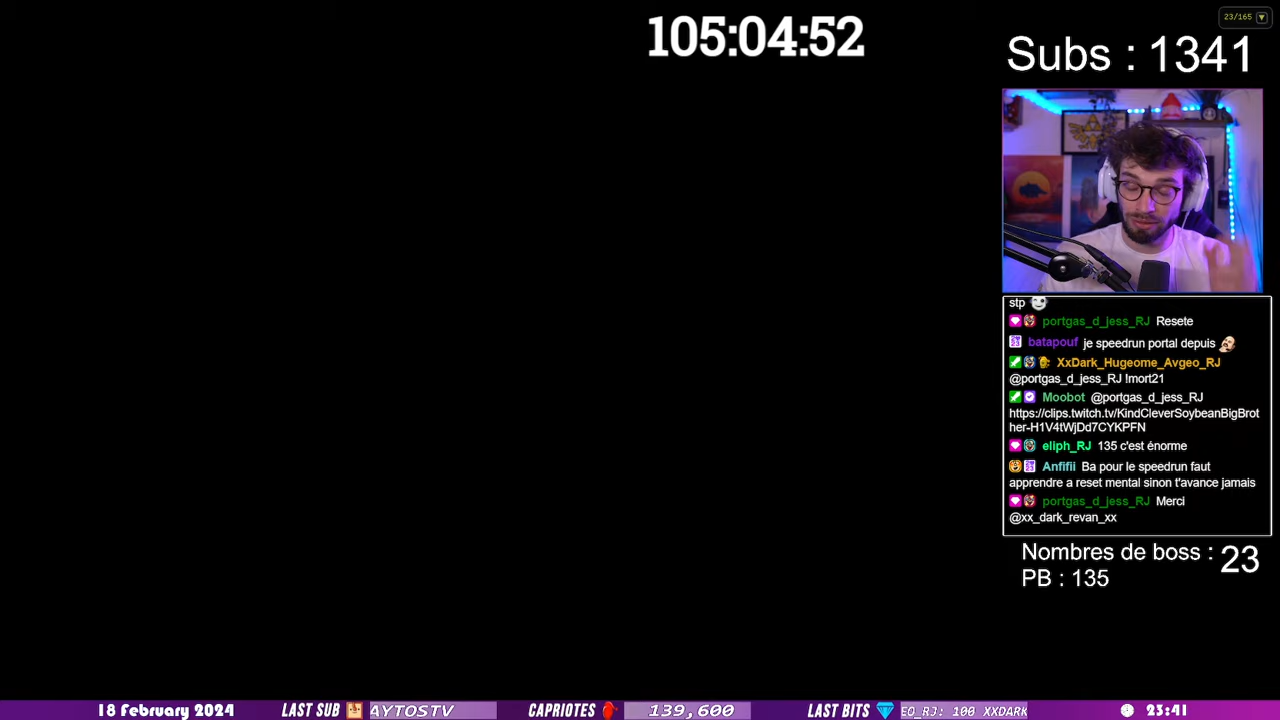 23/165
105:04:52
Subs : 1341
stp
portgas_d_jess_RJ Resete
batapouf je speedrun portal depuis
XxDark_Hugeome_Avgeo_RJ
@portgas_d_jess_RJ !mort21
Moobot @portgas_d_jess_RJ
https://clips.twitch.tv/KindCleverSoybeanBigBrot
her-H1V4tWjDd7CYKPFN
eliph_RJ 135 c'est énorme
Anfifii Ba pour le speedrun faut
apprendre a reset mental sinon t'avance jamais
portgas_d_jess_RJ Merci
@xx_dark_revan_xx
Nombres de boss : 23
PB : 135
18 February 2024 LAST SUB AYTOSTV CAPRIOTES 139,600 LAST BITS EO_RJ: 100 XXDARK 23:41